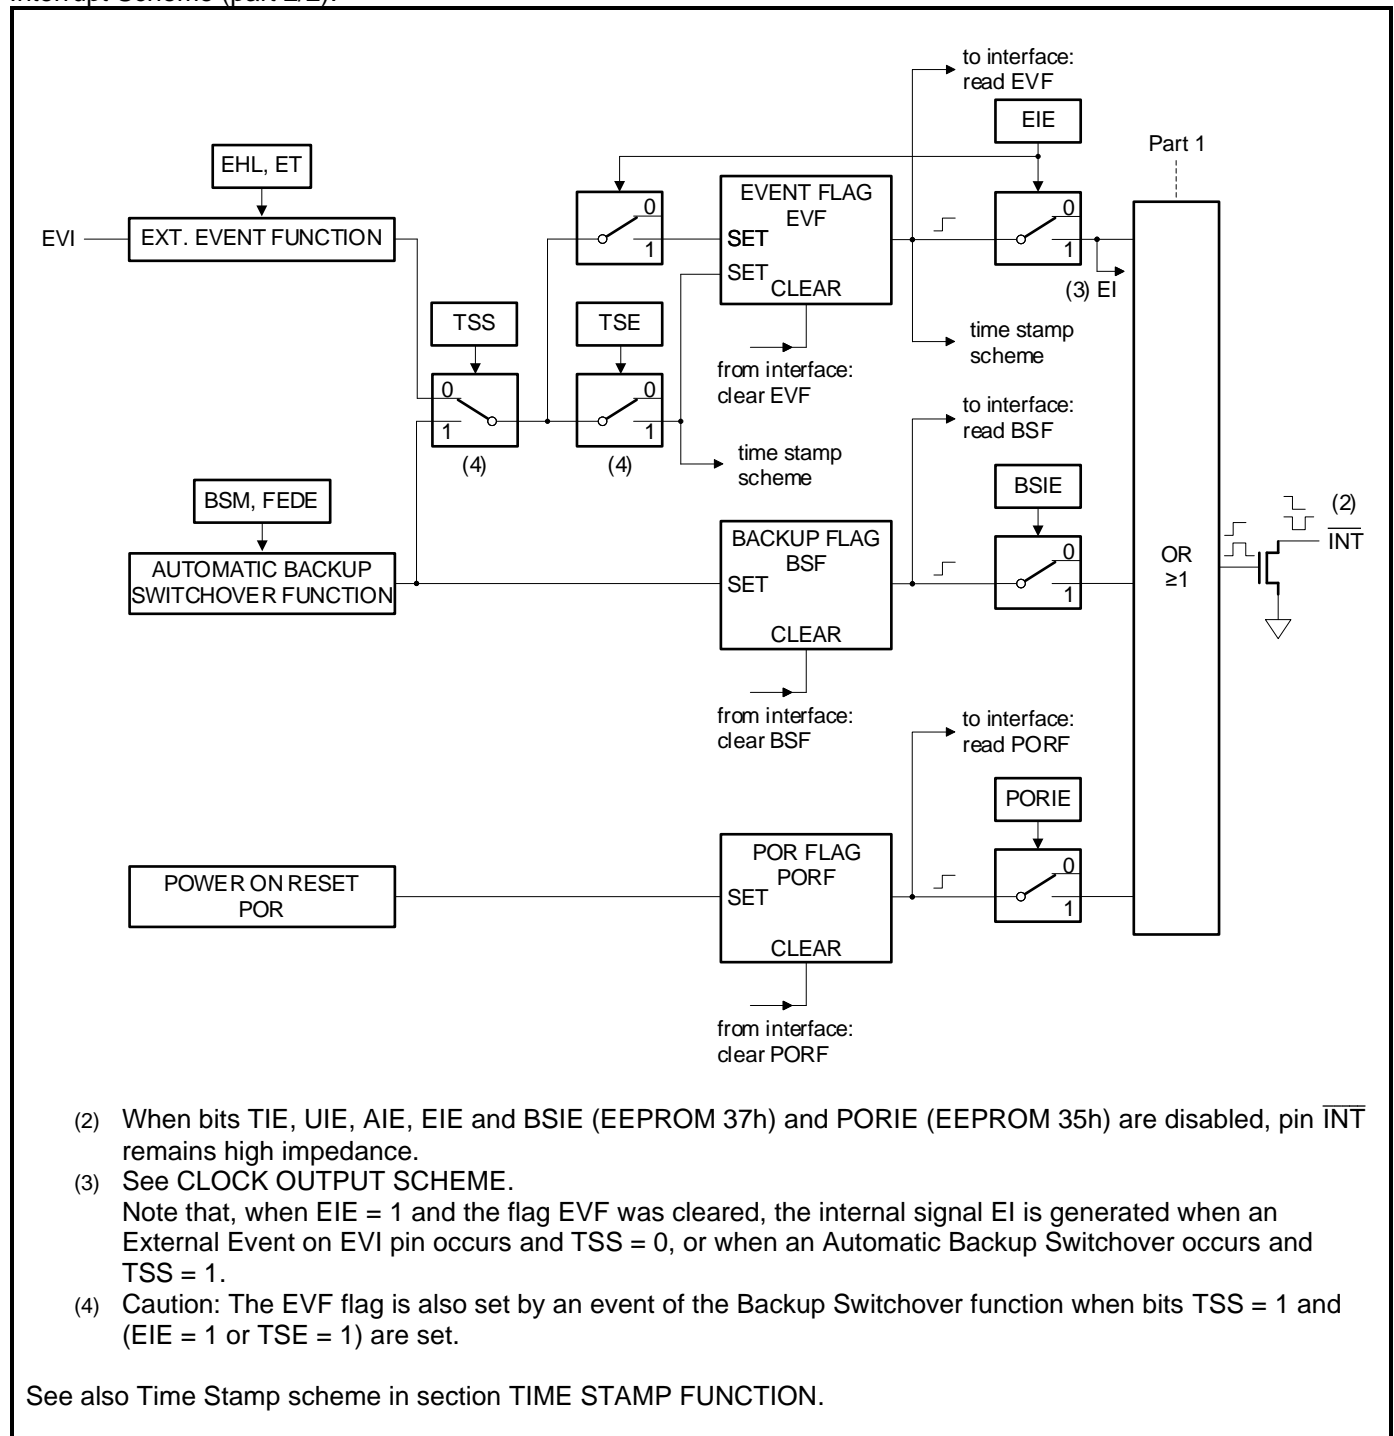 Interrupt Scheme (part 2/2):
to interface:
read EVF
EIE
Part 1
EHL, ET
EVI
EXT. EVENT FUNCTION
0
1
EVENT FLAG
EVF
SET
SET
CLEAR
0
1
(3) EI
TSS
TSE
from interface:
clear EVF
time stamp
scheme
0
1
(4)
0
1
(4)
time stamp
scheme
to interface:
read BSF
BSIE
BSM, FEDE
AUTOMATIC BACKUP
SWITCHOVER FUNCTION
BACKUP FLAG
BSF
SET
CLEAR
0
1
OR
≥1
(2)
INT
from interface:
clear BSF
to interface:
read PORF
PORIE
POWER ON RESET
POR
POR FLAG
PORF
SET
CLEAR
0
1
from interface:
clear PORF
(2) When bits TIE, UIE, AIE, EIE and BSIE (EEPROM 37h) and PORIE (EEPROM 35h) are disabled, pin INT
remains high impedance.
(3) See CLOCK OUTPUT SCHEME.
Note that, when EIE = 1 and the flag EVF was cleared, the internal signal EI is generated when an
External Event on EVI pin occurs and TSS = 0, or when an Automatic Backup Switchover occurs and
TSS = 1.
(4) Caution: The EVF flag is also set by an event of the Backup Switchover function when bits TSS = 1 and
(EIE = 1 or TSE = 1) are set.
See also Time Stamp scheme in section TIME STAMP FUNCTION.